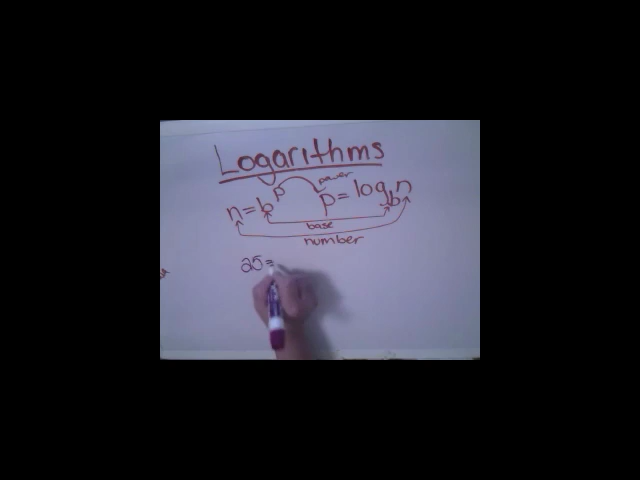 Logarithms
power
n=b^p p=log_b n
base
number
25=